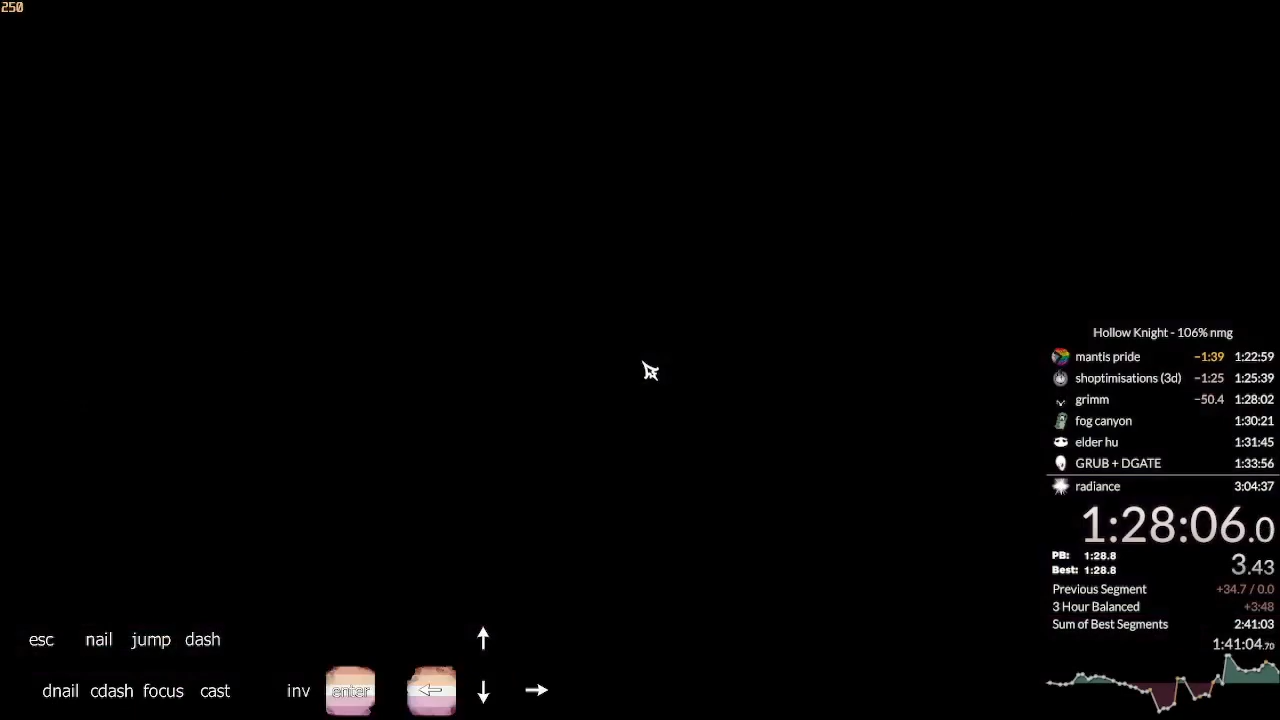 250
Hollow Knight - 106% nmg
mantis pride −1:39 1:22:59
shoptimisations (3d) −1:25 1:25:39
grimm −50.4 1:28:02
fog canyon 1:30:21
elder hu 1:31:45
GRUB + DGATE 1:33:56
radiance 3:04:37
1:28:06.0
PB: 1:28.8
Best: 1:28.8
3.43
Previous Segment +34.7 / 0.0
3 Hour Balanced +3:48
Sum of Best Segments 2:41:03
1:41:04.70
esc nail jump dash ↑
dnail cdash focus cast inv enter ← ↓ →